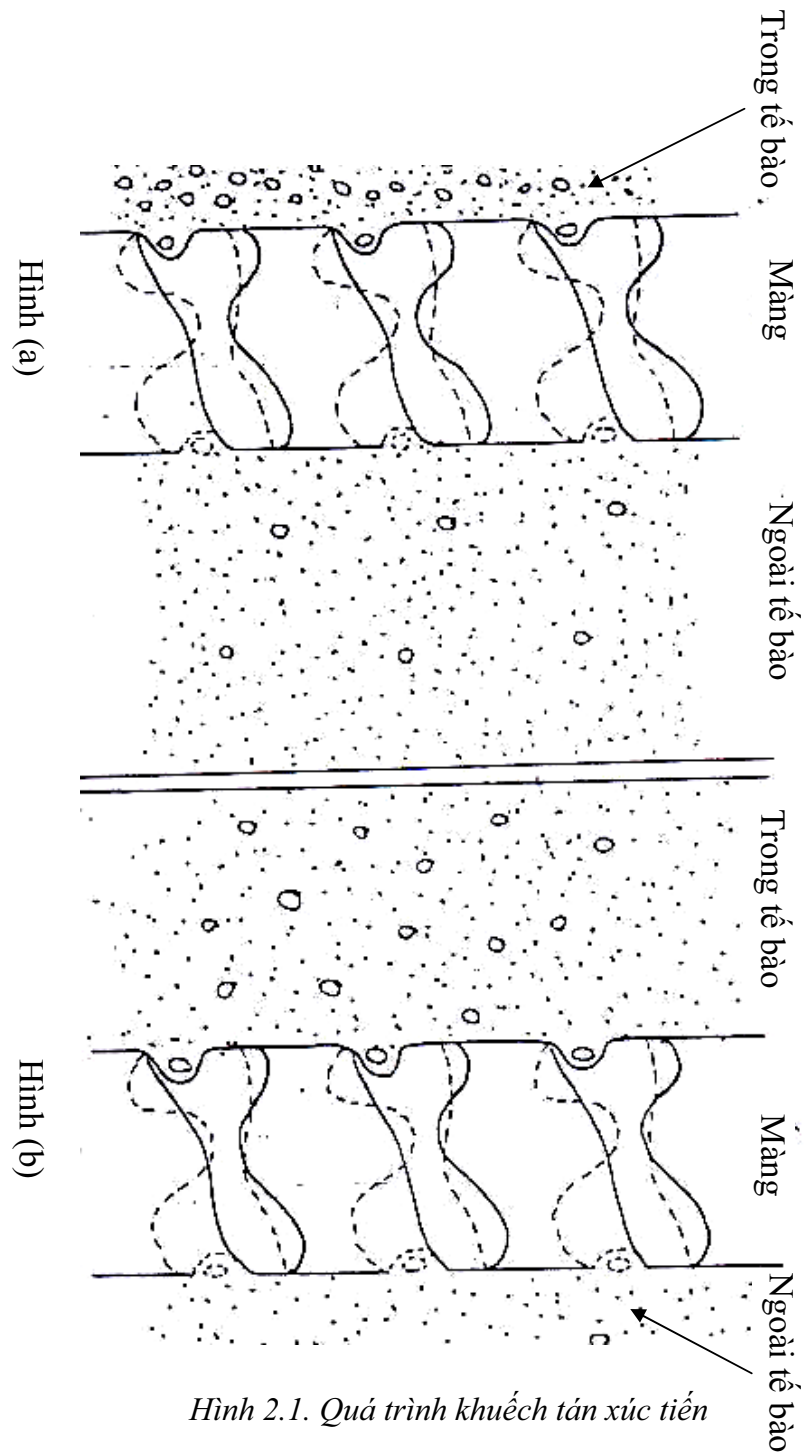 Trong tế bào
Màng
Ngoài tế bào
Hình (a)
Trong tế bào
Màng
Ngoài tế bào
Hình (b)
Hình 2.1. Quá trình khuếch tán xúc tiến